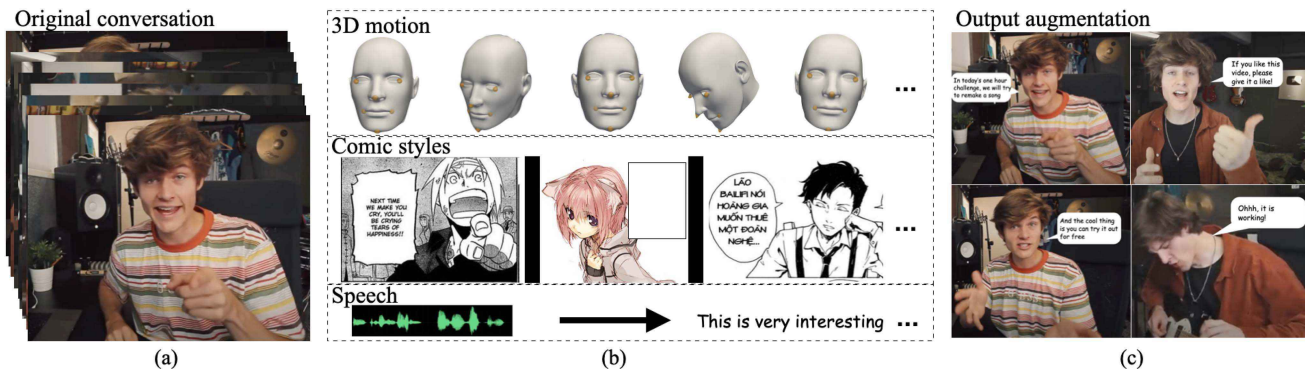 Original conversation
3D motion
...
Comic styles
NEXT TIME
WE MAKE YOU
CRY, YOU'LL
BE CRYING
TEARS OF
HAPPINESS!!
LÃO
BAILIFI NÓI
HOÀNG GIA
MUỐN THUÊ
MỘT ĐOÀN
NGHỆ...
...
Speech
This is very interesting ...
Output augmentation
In today's one hour
challenge, we will try
to remake a song
If you like this
video, please
give it a like!
And the cool thing
is you can try it out
for free
Ohhh, it is
working!
(a)
(b)
(c)